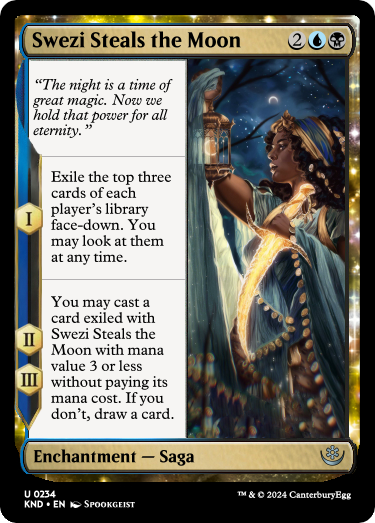 Swezi Steals the Moon 2
“The night is a time of
great magic. Now we
hold that power for all
eternity.”
I
Exile the top three
cards of each
player’s library
face-down. You
may look at them
at any time.
II
III
You may cast a
card exiled with
Swezi Steals the
Moon with mana
value 3 or less
without paying its
mana cost. If you
don’t, draw a card.
Enchantment — Saga
U 0234
KND • EN Spookgeist
™ & © 2024 CanterburyEgg